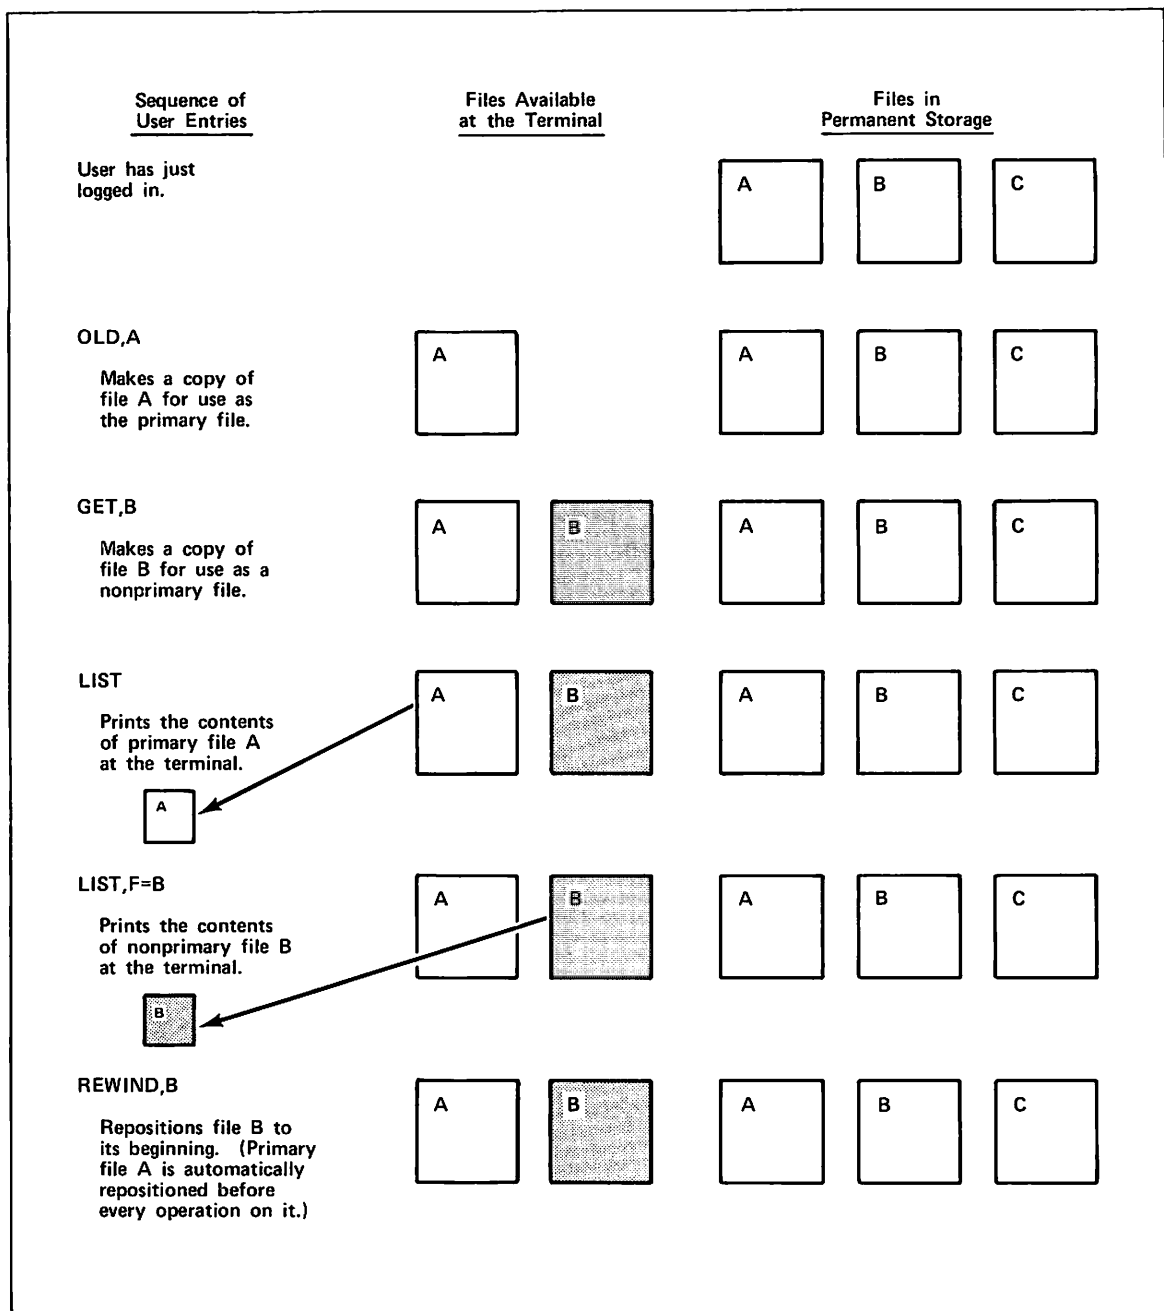 Sequence of
User Entries
Files Available
at the Terminal
Files in
Permanent Storage
User has just
logged in.
A
B
C
OLD,A
Makes a copy of
file A for use as
the primary file.
A
A
B
C
GET,B
Makes a copy of
file B for use as a
nonprimary file.
A
B
A
B
C
LIST
Prints the contents
of primary file A
at the terminal.
A
A
B
A
B
C
LIST,F=B
Prints the contents
of nonprimary file B
at the terminal.
B
A
B
A
B
C
REWIND,B
Repositions file B to
its beginning. (Primary
file A is automatically
repositioned before
every operation on it.)
A
B
A
B
C